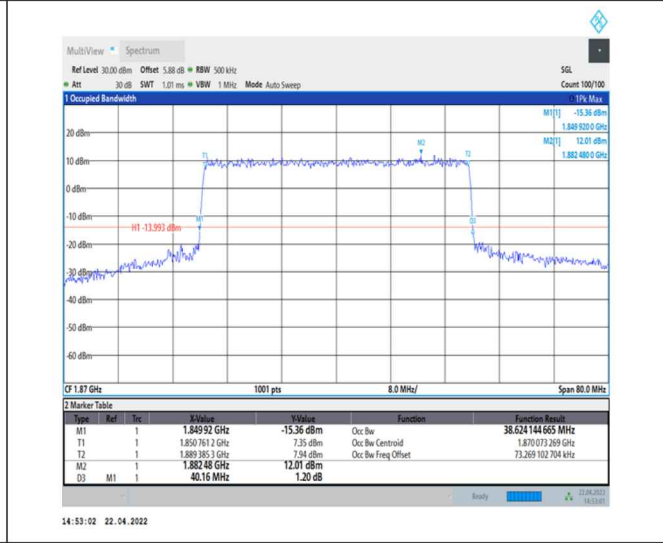 MultiView Spectrum
Ref Level 30.00 dBm Offset 5.88 dB RBW 500 kHz SGL
Att 30 dB SWT 1.01 ms VBW 1 MHz Mode Auto Sweep Count 100/100
1 Occupied Bandwidth 1Pk Max
M1[1] -15.36 dBm
1.849 920 0 GHz
M2[1] 12.01 dBm
1.882 480 0 GHz
20 dBm
M2
T1 T2
10 dBm
0 dBm
-10 dBm
M1 D3
H1 -13.993 dBm
-20 dBm
-30 dBm
-40 dBm
-50 dBm
-60 dBm
CF 1.87 GHz 1001 pts 8.0 MHz/ Span 80.0 MHz
2 Marker Table
Type Ref Trc X-Value Y-Value Function Function Result
M1 1 1.849 92 GHz -15.36 dBm Occ Bw 38.624 144 665 MHz
T1 1 1.850 761 2 GHz 7.35 dBm Occ Bw Centroid 1.870 073 269 GHz
T2 1 1.889 385 3 GHz 7.94 dBm Occ Bw Freq Offset 73.269 102 704 kHz
M2 1 1.882 48 GHz 12.01 dBm
D3 M1 1 40.16 MHz 1.20 dB
Ready 22.04.2022
14:53:01
14:53:02 22.04.2022